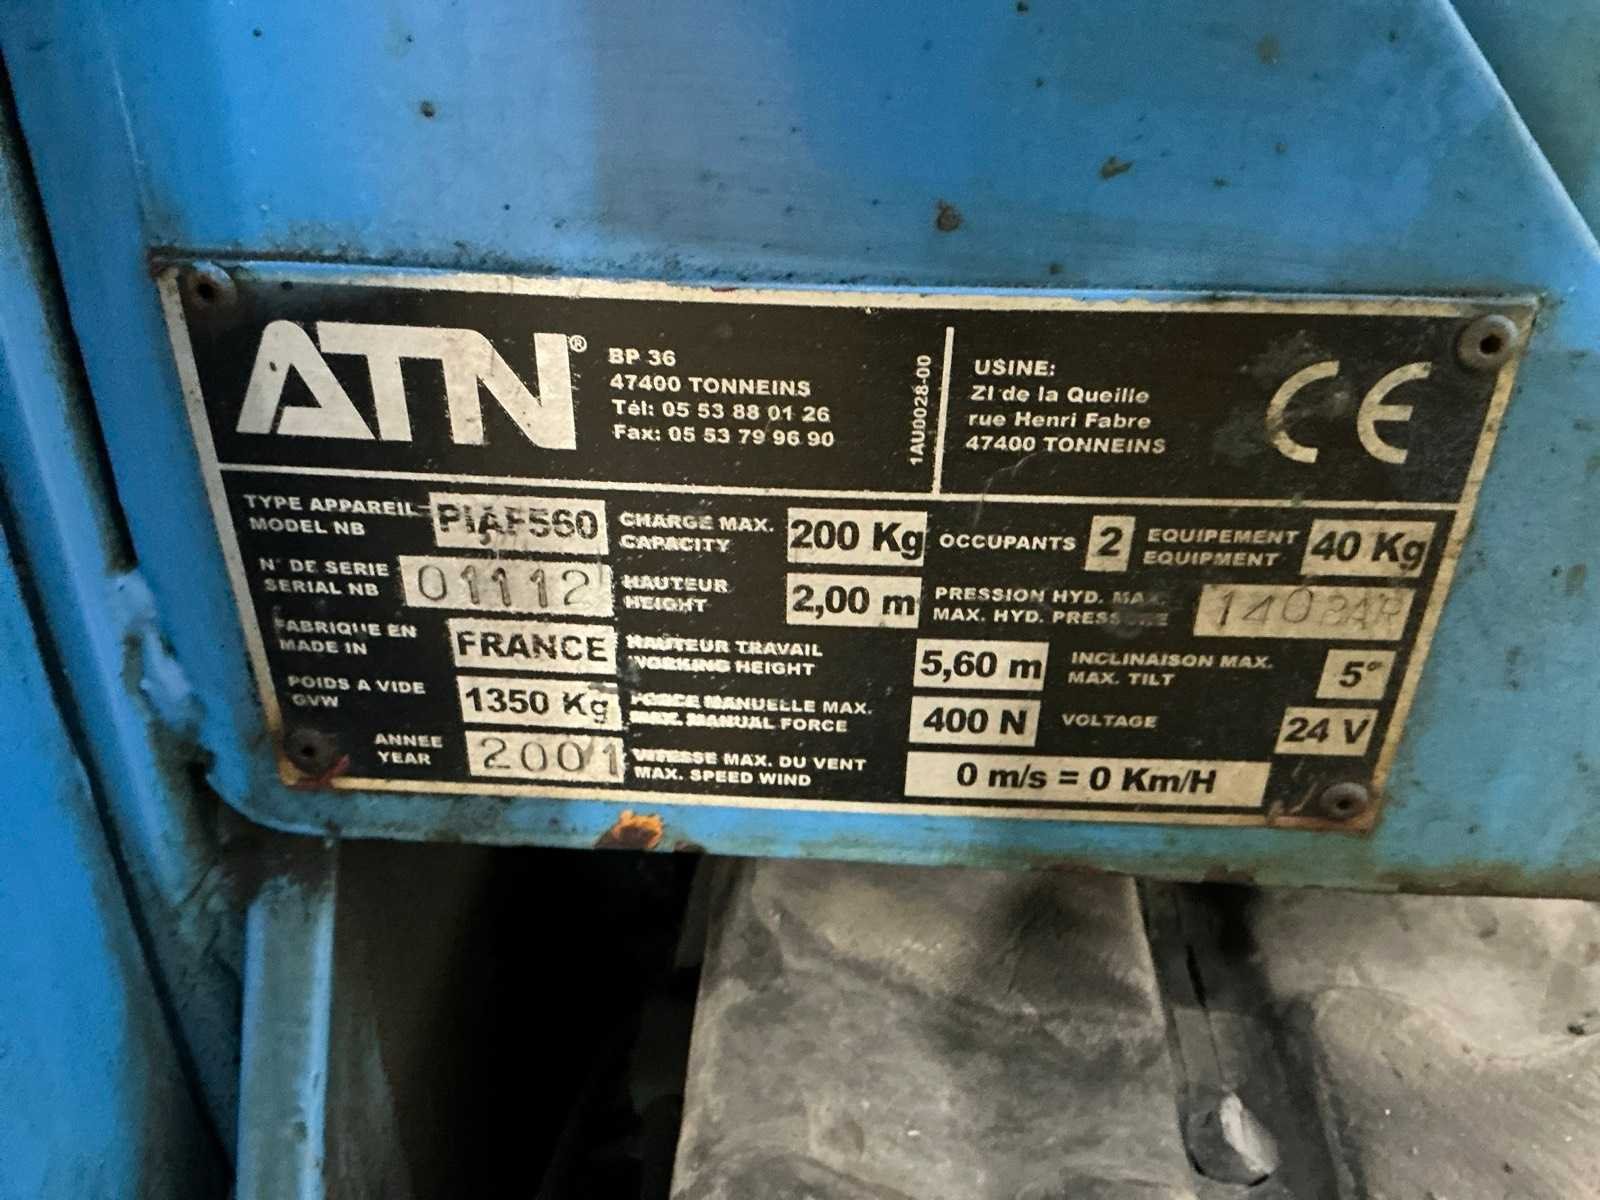 ATN®
BP 36
47400 TONNEINS
Tél: 05 53 88 01 26
Fax: 05 53 79 96 90
1AU0028-00
USINE:
ZI de la Queille
rue Henri Fabre
47400 TONNEINS
CE
TYPE APPAREIL
MODEL NB
PIAF560
CHARGE MAX.
CAPACITY
200 Kg
OCCUPANTS
2
EQUIPEMENT
EQUIPMENT
40 Kg
N° DE SERIE
SERIAL NB
01112
HAUTEUR
HEIGHT
2,00 m
PRESSION HYD. MAX.
MAX. HYD. PRESSURE
140 BAR
FABRIQUE EN
MADE IN
FRANCE
HAUTEUR TRAVAIL
WORKING HEIGHT
5,60 m
INCLINAISON MAX.
MAX. TILT
5°
POIDS A VIDE
GVW
1350 Kg
FORCE MANUELLE MAX.
MAX. MANUAL FORCE
400 N
VOLTAGE
24 V
ANNEE
YEAR
2001
VITESSE MAX. DU VENT
MAX. SPEED WIND
0 m/s = 0 Km/H